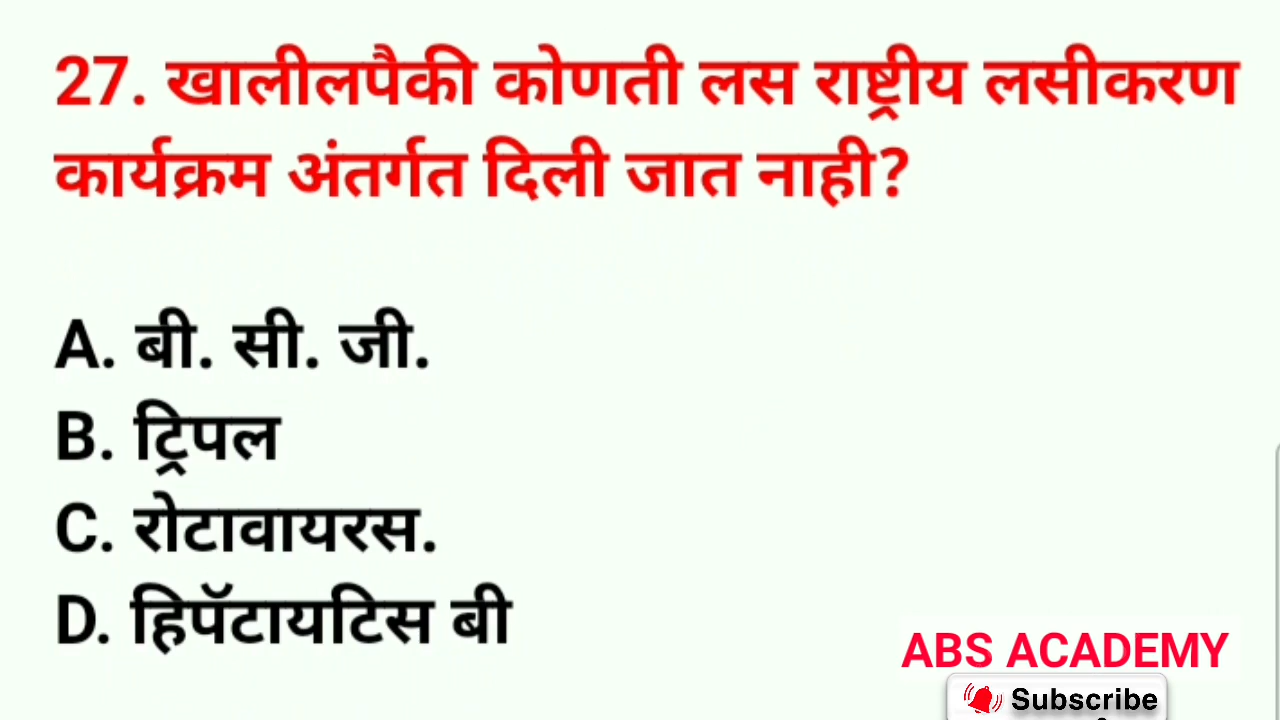 27. खालीलपैकी कोणती लस राष्ट्रीय लसीकरण
कार्यक्रम अंतर्गत दिली जात नाही?
A. बी. सी. जी.
B. ट्रिपल
C. रोटावायरस.
D. हिपॅटायटिस बी
ABS ACADEMY
Subscribe